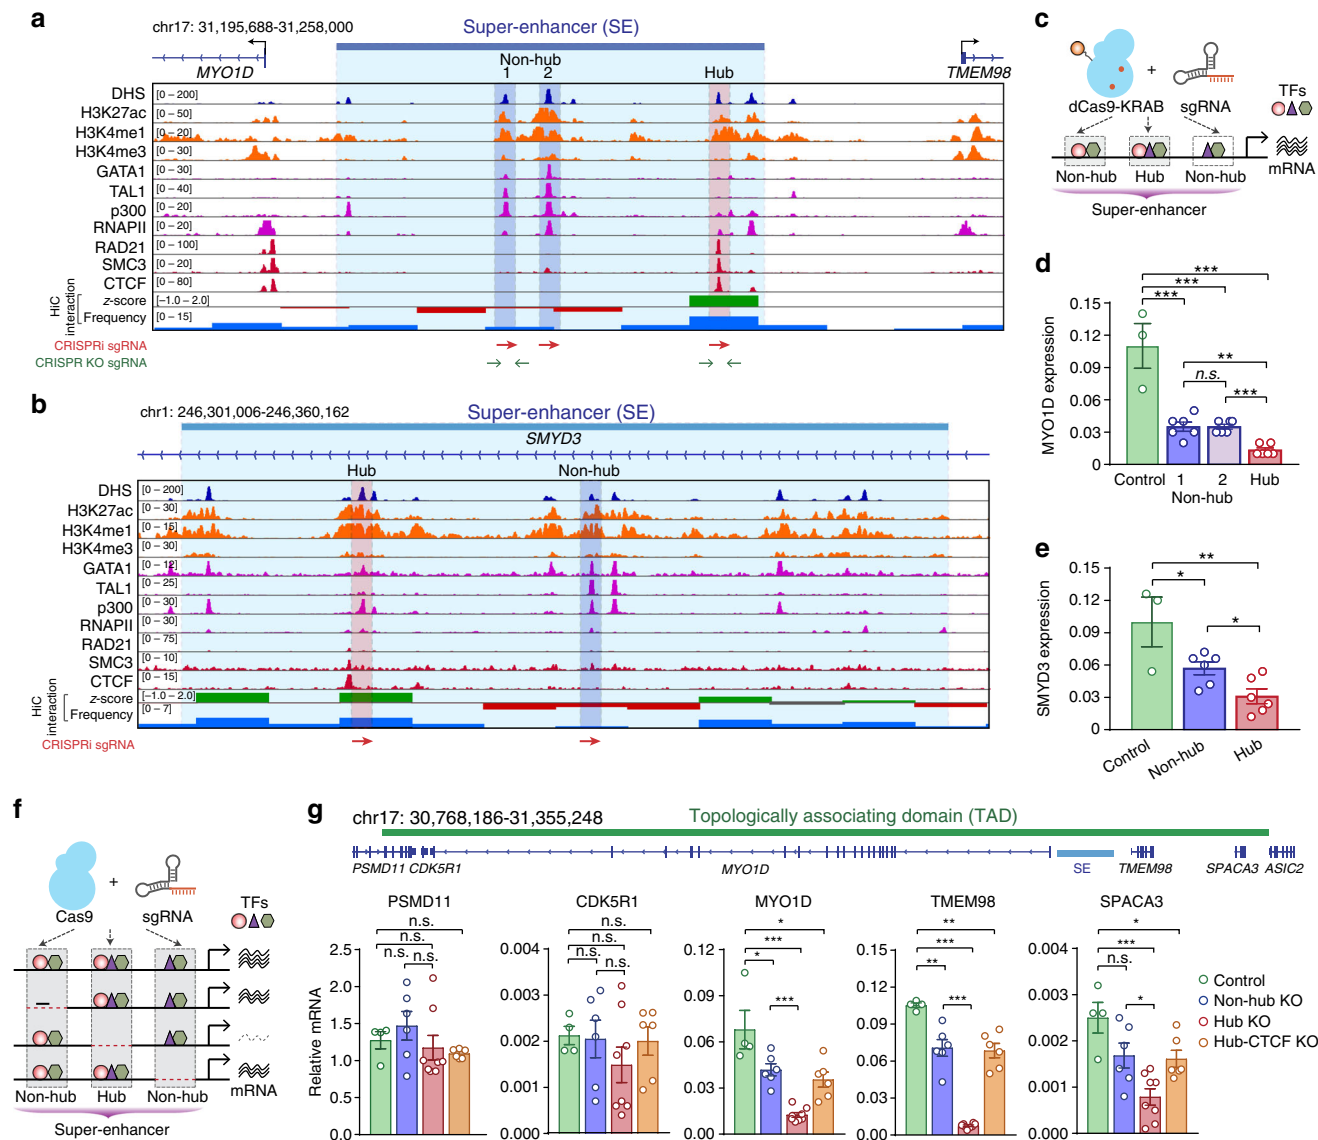 a
chr17: 31,195,688-31,258,000
Super-enhancer (SE)
MYO1D
Non-hub
1 2
Hub
TMEM98
DHS [0 – 200]
H3K27ac [0 – 50]
H3K4me1 [0 – 20]
H3K4me3 [0 – 30]
GATA1 [0 – 30]
TAL1 [0 – 40]
p300 [0 – 20]
RNAPII [0 – 20]
RAD21 [0 – 100]
SMC3 [0 – 20]
CTCF [0 – 80]
HiC interaction
z-score [–1.0 – 2.0]
Frequency [0 – 15]
CRISPRi sgRNA
CRISPR KO sgRNA
b
chr1: 246,301,006-246,360,162
Super-enhancer (SE)
SMYD3
Hub
Non-hub
DHS [0 – 200]
H3K27ac [0 – 30]
H3K4me1 [0 – 15]
H3K4me3 [0 – 30]
GATA1 [0 – 12]
TAL1 [0 – 25]
p300 [0 – 30]
RNAPII [0 – 30]
RAD21 [0 – 75]
SMC3 [0 – 10]
CTCF [0 – 15]
HiC interaction
z-score [–1.0 – 2.0]
Frequency [0 – 7]
CRISPRi sgRNA
c
+
dCas9-KRAB sgRNA
TFs
mRNA
Non-hub Hub Non-hub
Super-enhancer
d
MYO1D expression
0.15
0.12
0.09
0.06
0.03
0
***
***
***
**
n.s.
***
Control 1 2 Hub
Non-hub
e
SMYD3 expression
0.15
0.12
0.09
0.06
0.03
0
**
*
*
Control Non-hub Hub
f
+
Cas9 sgRNA
TFs
mRNA
Non-hub Hub Non-hub
Super-enhancer
g
chr17: 30,768,186-31,355,248
Topologically associating domain (TAD)
PSMD11 CDK5R1 MYO1D SE TMEM98 SPACA3 ASIC2
Relative mRNA
PSMD11
n.s.
n.s.
n.s. n.s.
2.5
2.0
1.5
1.0
0.5
0.0
CDK5R1
n.s.
n.s.
n.s. n.s.
0.004
0.003
0.002
0.001
0.000
MYO1D
*
***
*
***
0.12
0.09
0.06
0.03
0.00
TMEM98
**
***
**
***
0.15
0.12
0.09
0.06
0.03
0.00
SPACA3
*
***
n.s.
*
0.004
0.003
0.002
0.001
0.000
Control
Non-hub KO
Hub KO
Hub-CTCF KO